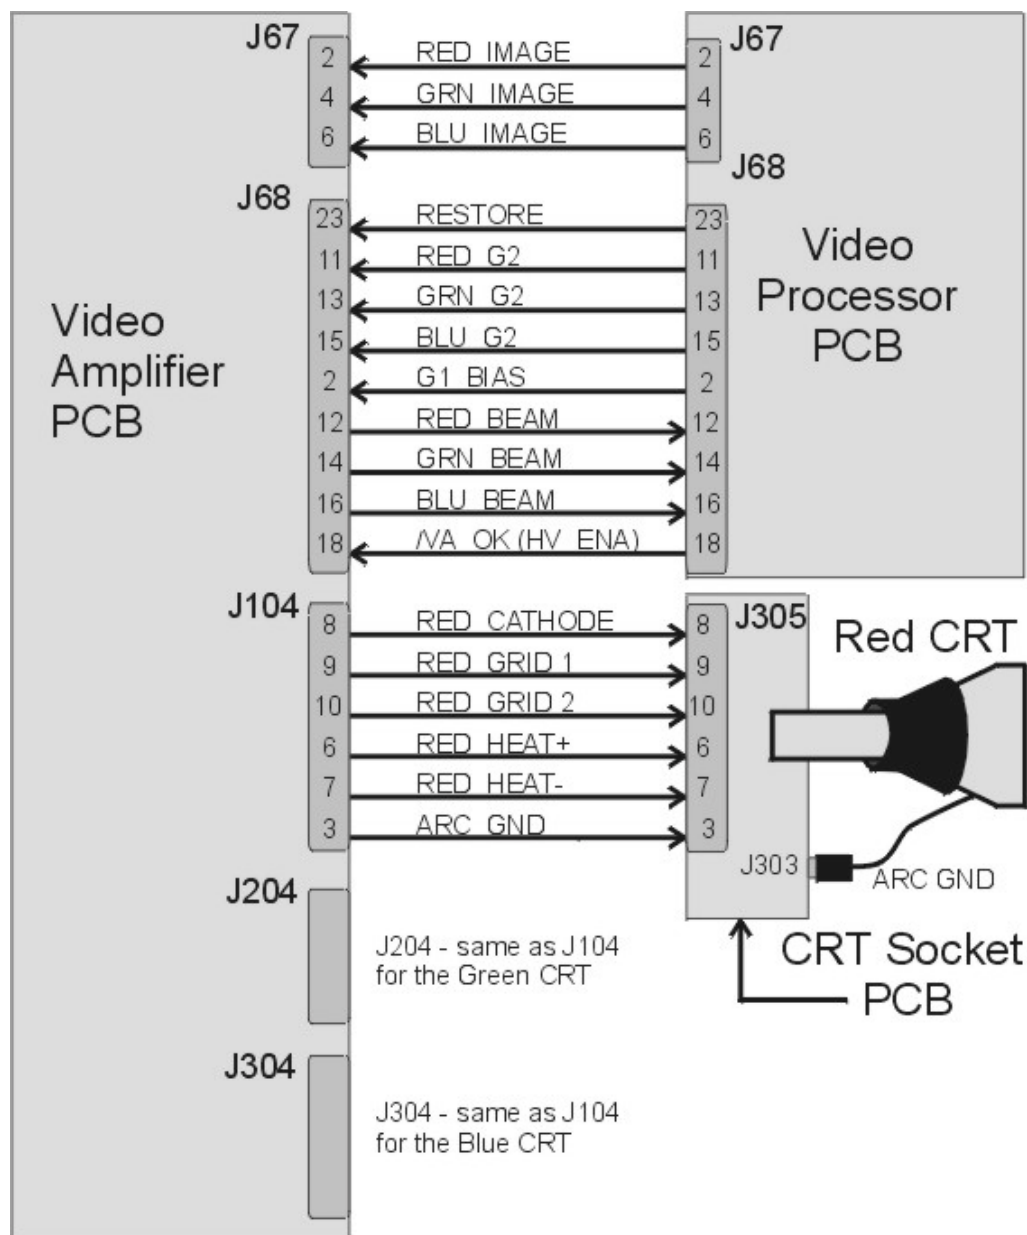 J67
2 RED IMAGE 2
J67
4 GRN IMAGE 4
6 BLU IMAGE 6
J68
J68
23 RESTORE 23
11 RED G2 11
13 GRN G2 13
15 BLU G2 15
2 G1 BIAS 2
12 RED BEAM 12
14 GRN BEAM 14
16 BLU BEAM 16
18 /VA OK (HV ENA) 18
Video
Amplifier
PCB
Video
Processor
PCB
J104
J305
8 RED CATHODE 8
9 RED GRID 1 9
10 RED GRID 2 10
6 RED HEAT+ 6
7 RED HEAT- 7
3 ARC GND 3
Red CRT
J303
ARC GND
CRT Socket
PCB
J204
J204 - same as J104
for the Green CRT
J304
J304 - same as J104
for the Blue CRT